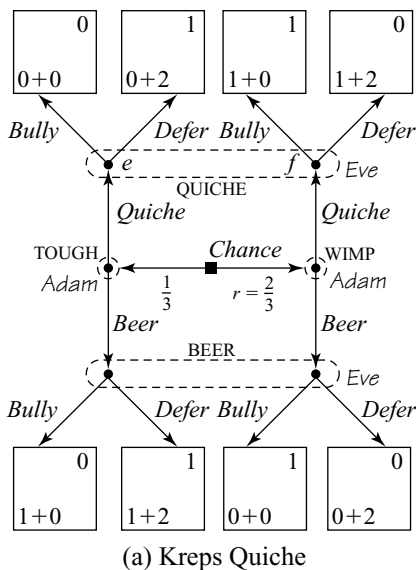 0 1 1 0
0+0 0+2 1+0 1+2
Bully Defer Bully Defer
e f Eve
QUICHE
Quiche Quiche
TOUGH Chance WIMP
Adam 1/3 r = 2/3 Adam
Beer Beer
BEER
Eve
Bully Defer Bully Defer
0 1 1 0
1+0 1+2 0+0 0+2
(a) Kreps Quiche